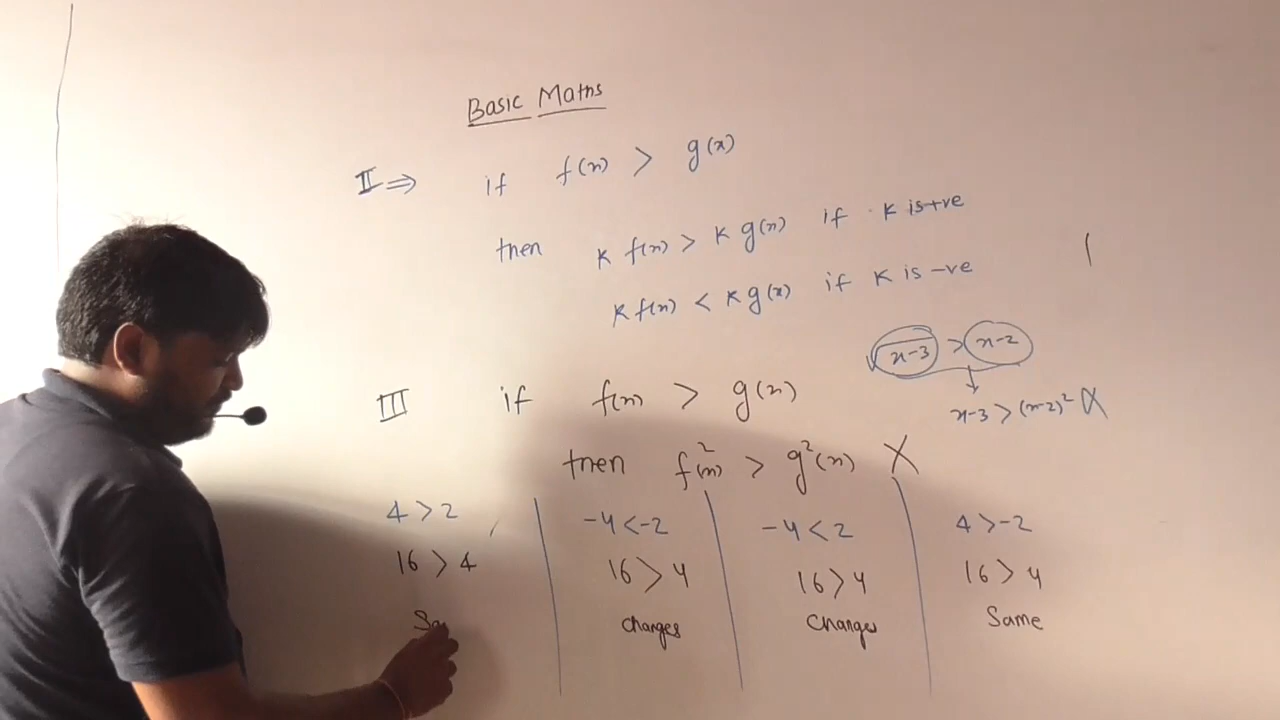 Basic Maths
II ⇒ if f(x) > g(x)
then k f(x) > k g(x) if k is +ve
k f(x) < k g(x) if k is -ve
√x-3 > x-2
x-3 > (x-2)² X
III if f(x) > g(x)
then f²(x) > g²(x) X
4 > 2 -4 < -2 -4 < 2 4 > -2
16 > 4 16 > 4 16 > 4 16 > 4
Sa changes changes Same